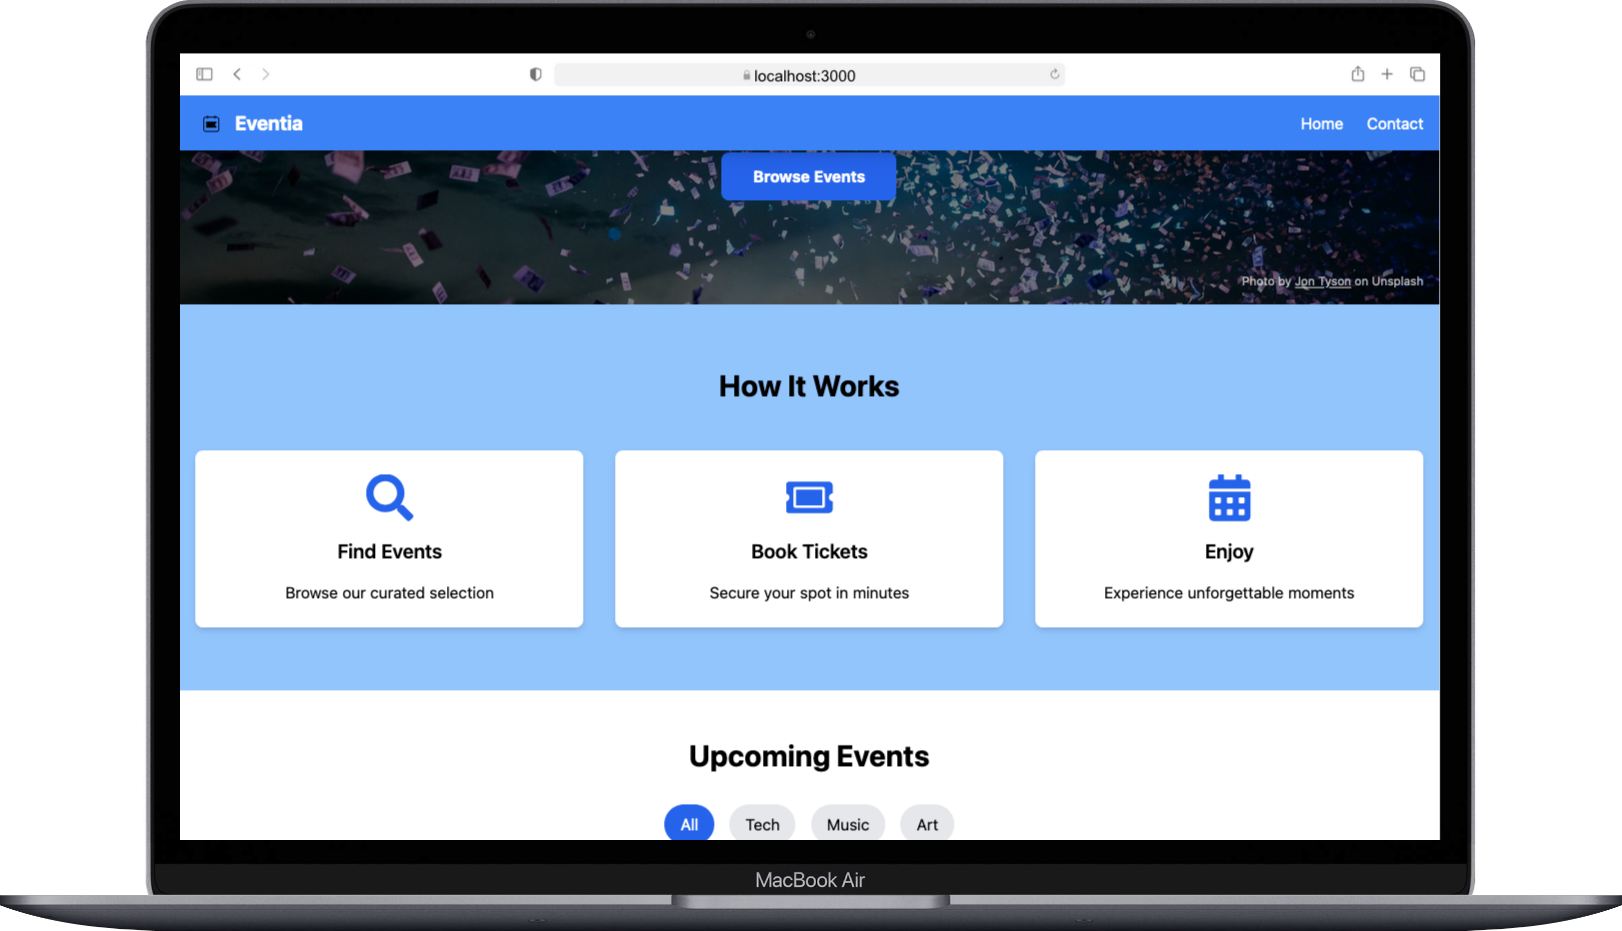 localhost:3000
Eventia
Home Contact
Browse Events
Photo by Jon Tyson on Unsplash
How It Works
Find Events
Browse our curated selection
Book Tickets
Secure your spot in minutes
Enjoy
Experience unforgettable moments
Upcoming Events
All Tech Music Art
MacBook Air